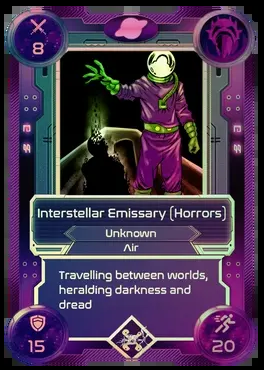 8
Interstellar Emissary (Horrors)
Unknown
Air
Travelling between worlds,
heralding darkness and
dread
15
20